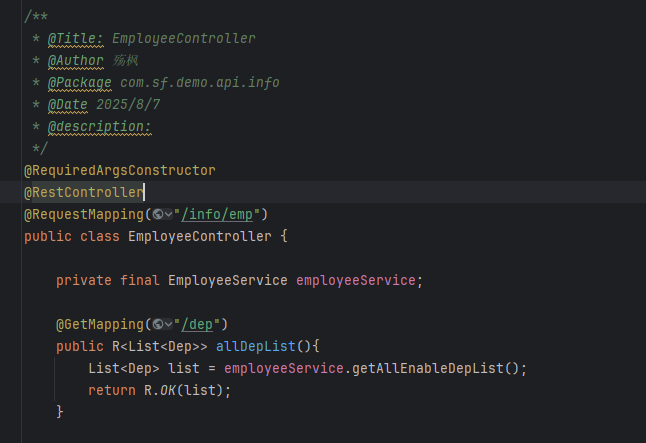 /**
* @Title: EmployeeController
* @Author 殇枫
* @Package com.sf.demo.api.info
* @Date 2025/8/7
* @description:
*/
@RequiredArgsConstructor
@RestController
@RequestMapping("/info/emp")
public class EmployeeController {
private final EmployeeService employeeService;
@GetMapping("/dep")
public R<List<Dep>> allDepList(){
List<Dep> list = employeeService.getAllEnableDepList();
return R.OK(list);
}